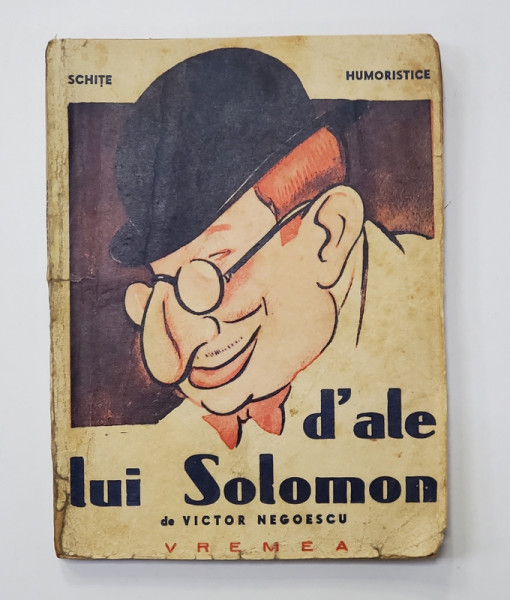 SCHIȚE HUMORISTICE
d'ale
lui Solomon
de VICTOR NEGOESCU
VREMEA